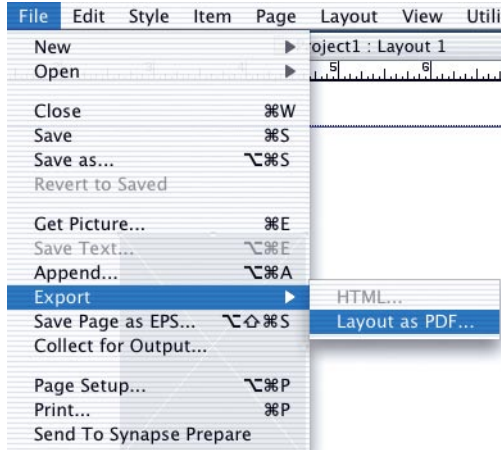 File Edit Style Item Page Layout View Utili
New
oject1 : Layout 1
Open
5 6
Close ⌘W
Save ⌘S
Save as... ⌥⌘S
Revert to Saved
Get Picture... ⌘E
Save Text... ⌥⌘E
Append... ⌥⌘A
Export
HTML...
Save Page as EPS... ⌥⇧⌘S
Layout as PDF...
Collect for Output...
Page Setup... ⌥⌘P
Print... ⌘P
Send To Synapse Prepare